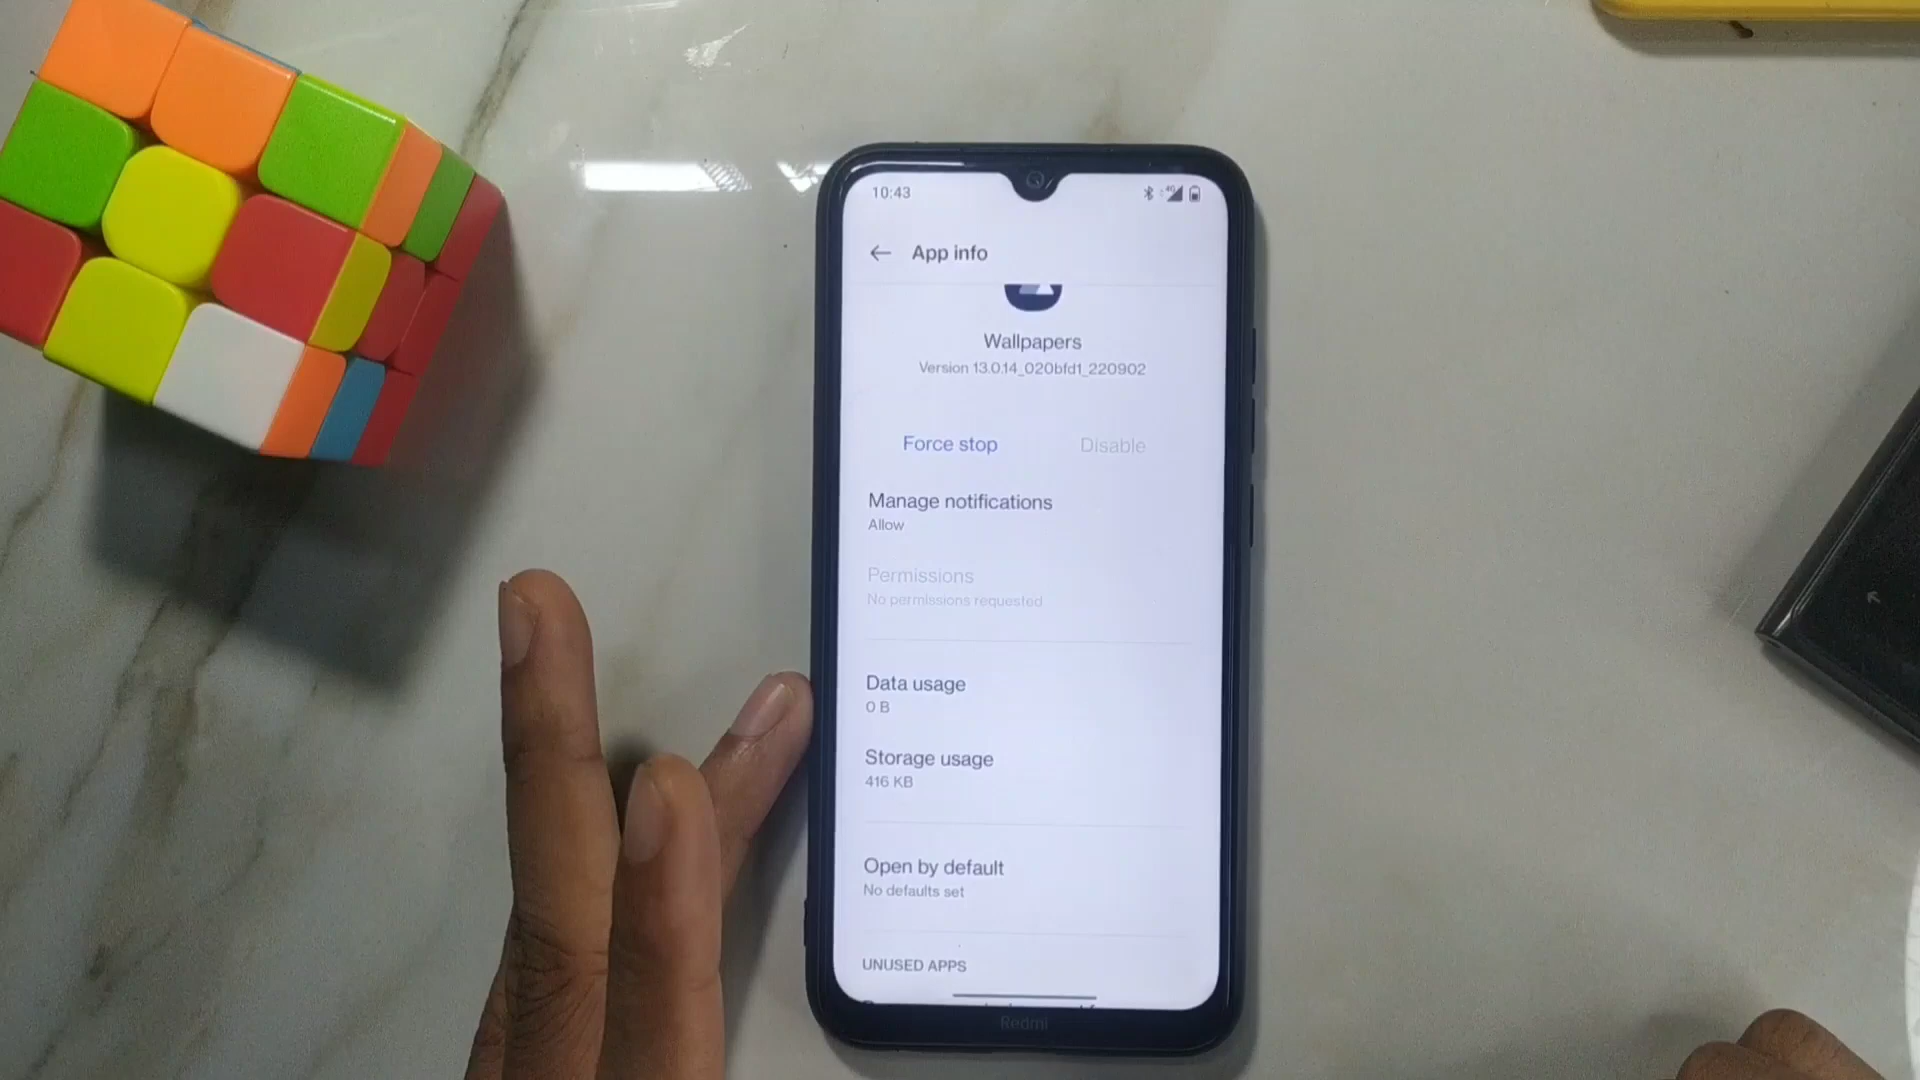 10:43
4G
App info
Wallpapers
Version 13.0.14_020bfd1_220902
Force stop
Disable
Manage notifications
Allow
Permissions
No permissions requested
Data usage
0 B
Storage usage
416 KB
Open by default
No defaults set
UNUSED APPS
Redmi